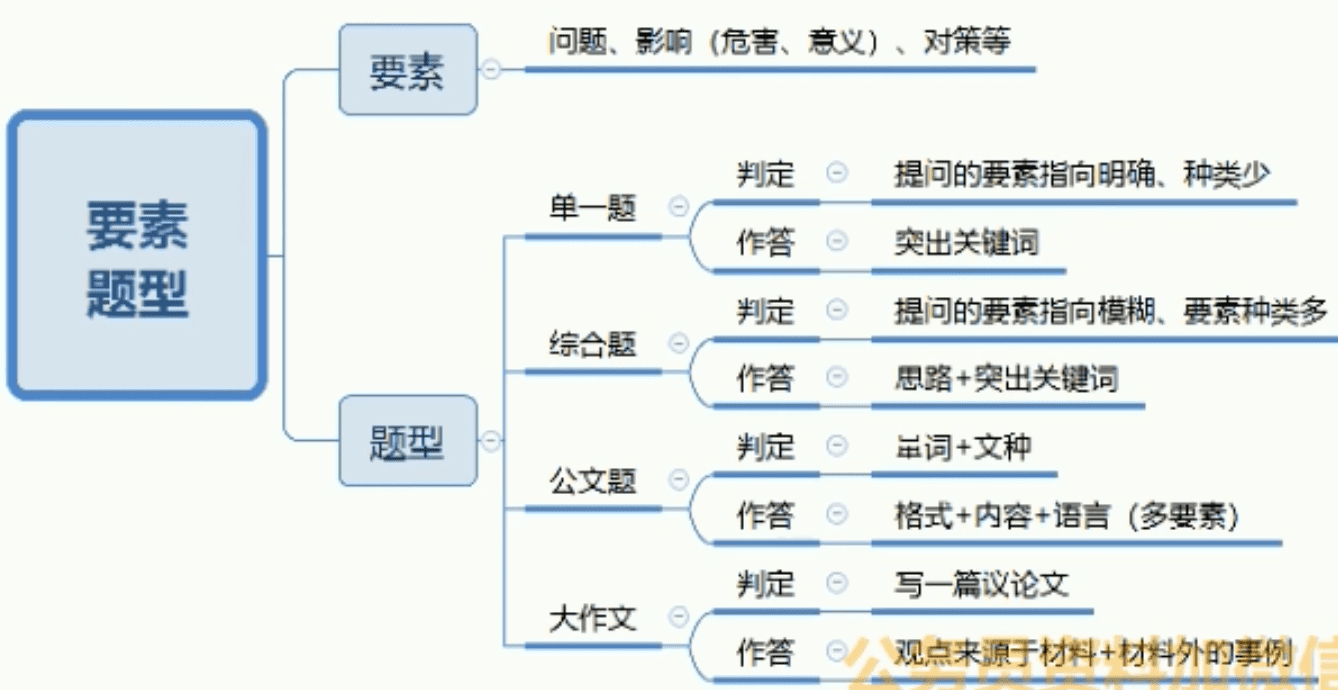 要素
题型
要素
问题、影响（危害、意义）、对策等
题型
单一题
判定
提问的要素指向明确、种类少
作答
突出关键词
综合题
判定
提问的要素指向模糊、要素种类多
作答
思路+突出关键词
公文题
判定
词+文种
作答
格式+内容+语言（多要素）
大作文
判定
写一篇议论文
作答
观点来源于材料+材料外的事例
公务员资料加微信